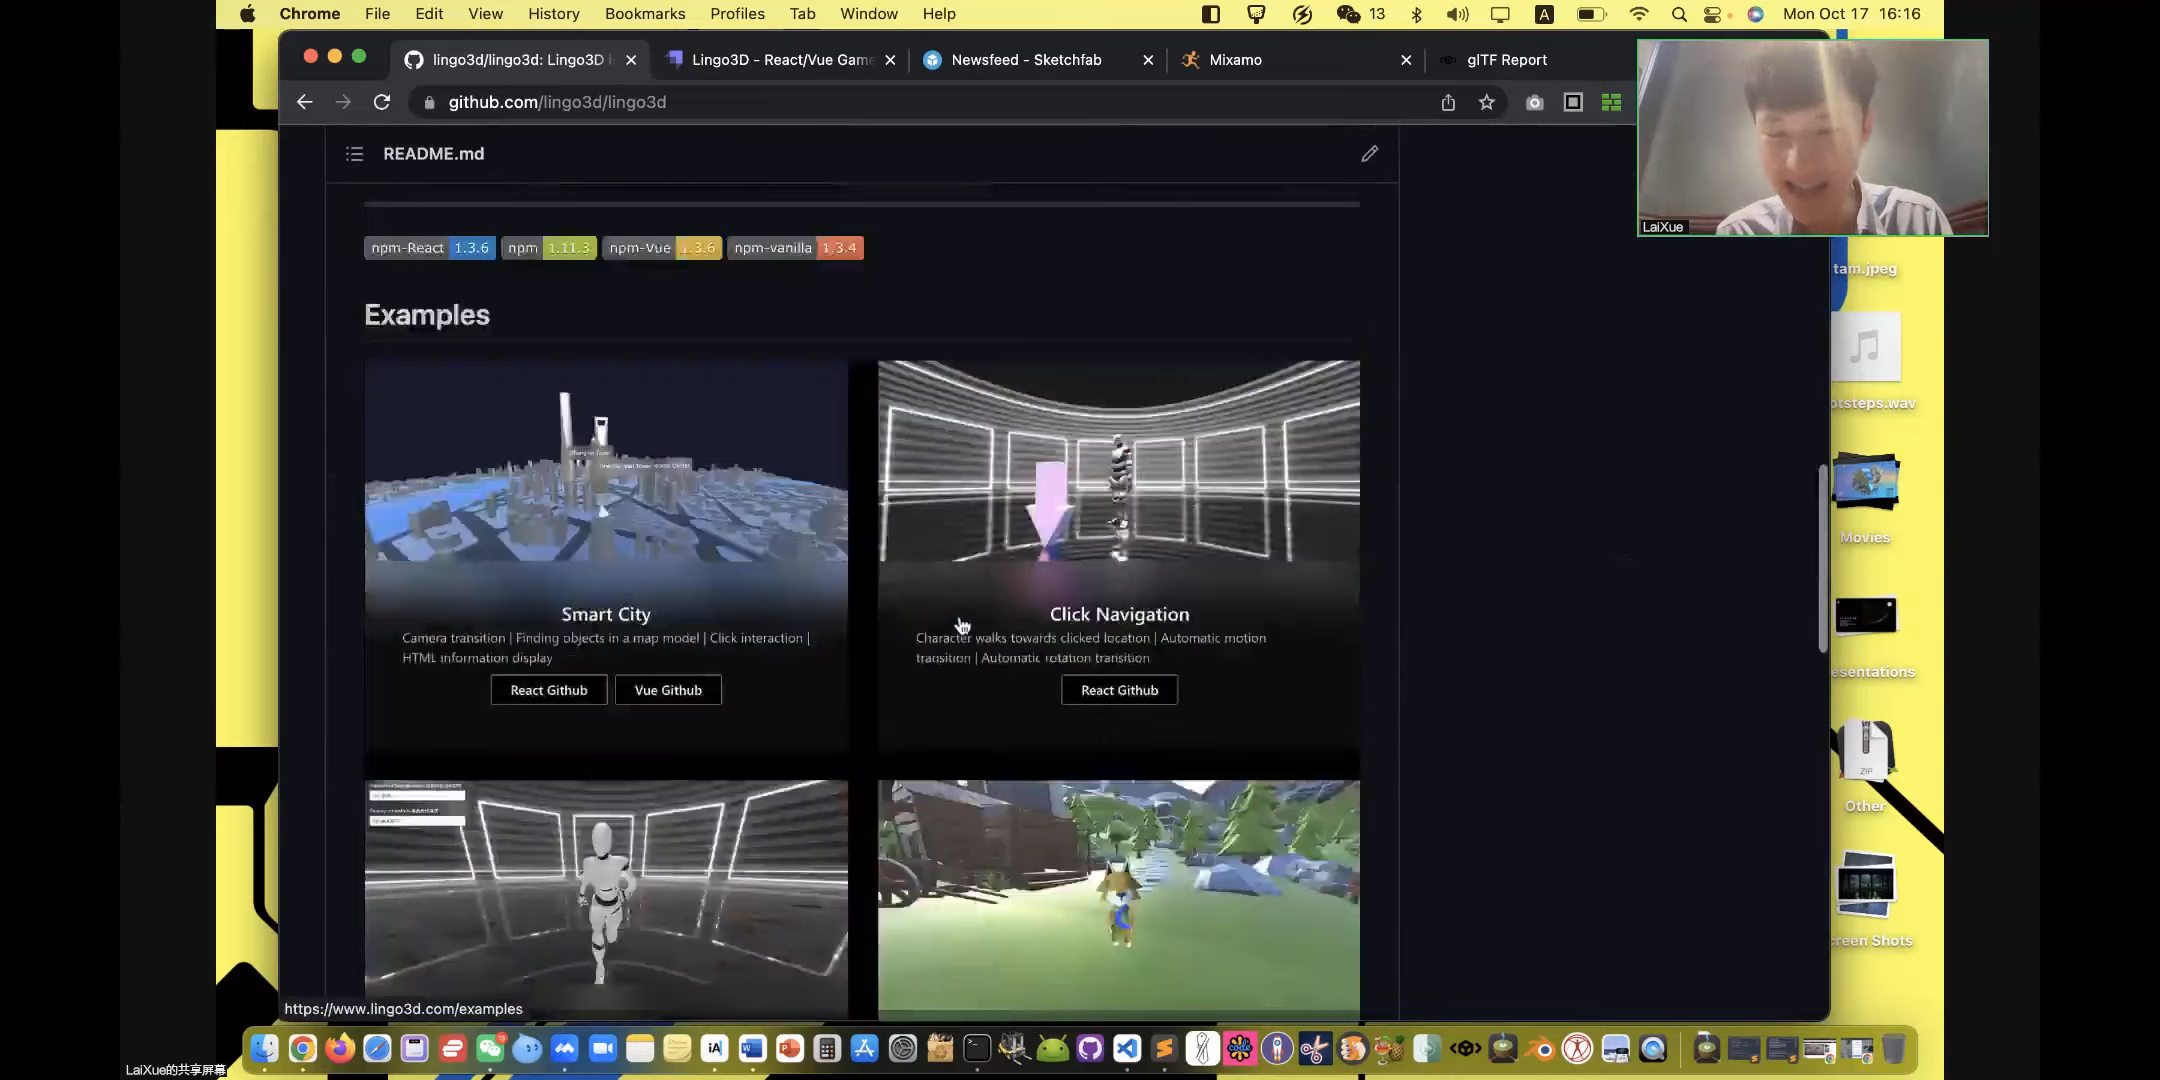 Chrome File Edit View History Bookmarks Profiles Tab Window Help 13 A Mon Oct 17 16:16
lingo3d/lingo3d: Lingo3D i
Lingo3D - React/Vue Game
Newsfeed - Sketchfab
Mixamo
glTF Report
github.com/lingo3d/lingo3d
LaiXue
README.md
npm-React 1.3.6 npm 1.11.3 npm-Vue 1.3.6 npm-vanilla 1.3.4
Examples
Smart City
Camera transition | Finding objects in a map model | Click interaction |
HTML information display
React Github Vue Github
Click Navigation
Character walks towards clicked location | Automatic motion
transition | Automatic rotation transition
React Github
tam.jpeg
otsteps.wav
Movies
esentations
ZIP
Other
creen Shots
https://www.lingo3d.com/examples
LaiXue的共享屏幕